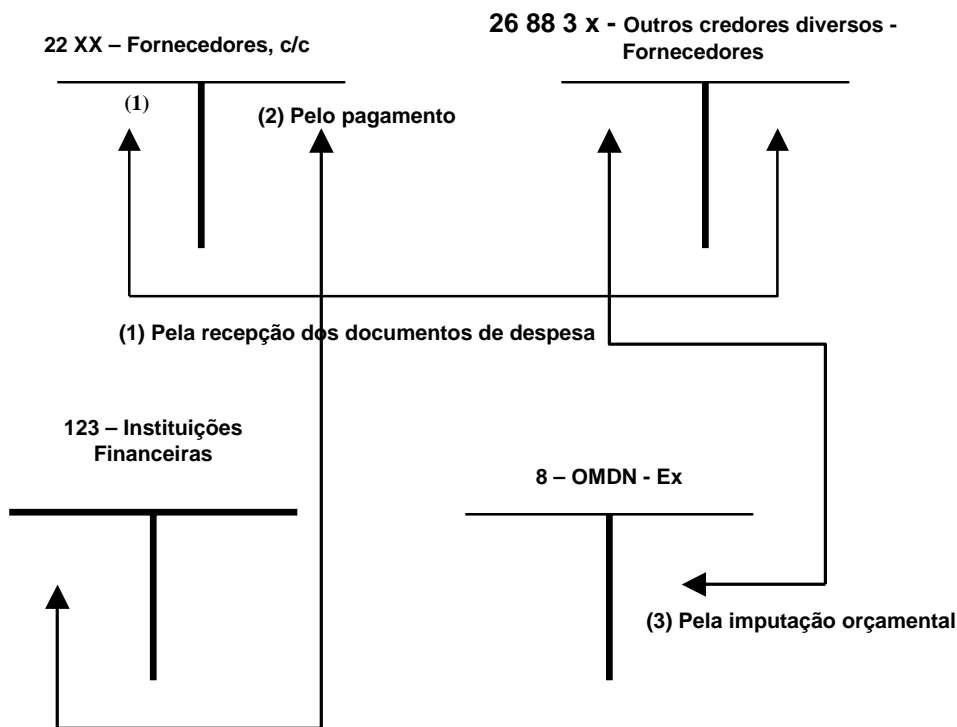 22 XX – Fornecedores, c/c
26 88 3 x - Outros credores diversos -
Fornecedores
(1)
(2) Pelo pagamento
(1) Pela recepção dos documentos de despesa
123 – Instituições
Financeiras
8 – OMDN - Ex
(3) Pela imputação orçamental